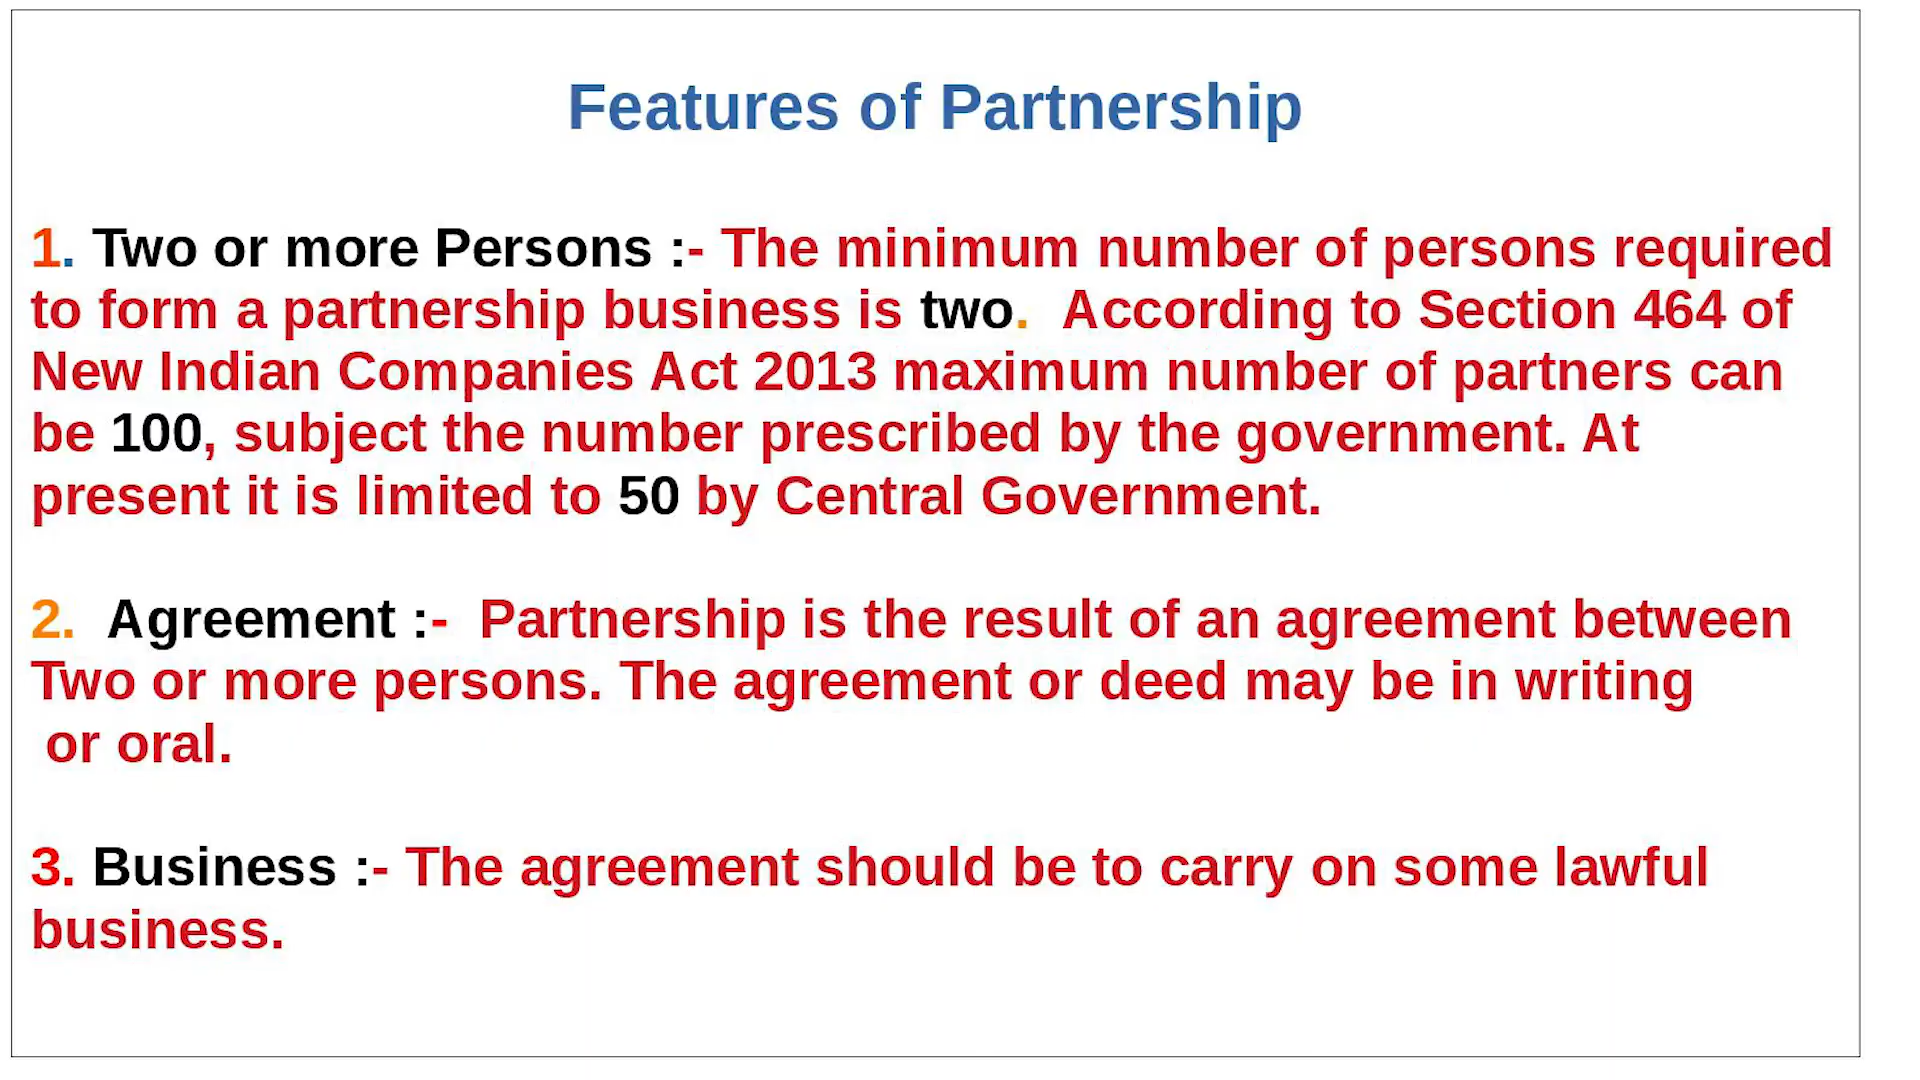 Features of Partnership
1. Two or more Persons :- The minimum number of persons required
to form a partnership business is two.  According to Section 464 of
New Indian Companies Act 2013 maximum number of partners can
be 100, subject the number prescribed by the government. At
present it is limited to 50 by Central Government.
2.  Agreement :-  Partnership is the result of an agreement between
Two or more persons. The agreement or deed may be in writing
or oral.
3. Business :- The agreement should be to carry on some lawful
business.